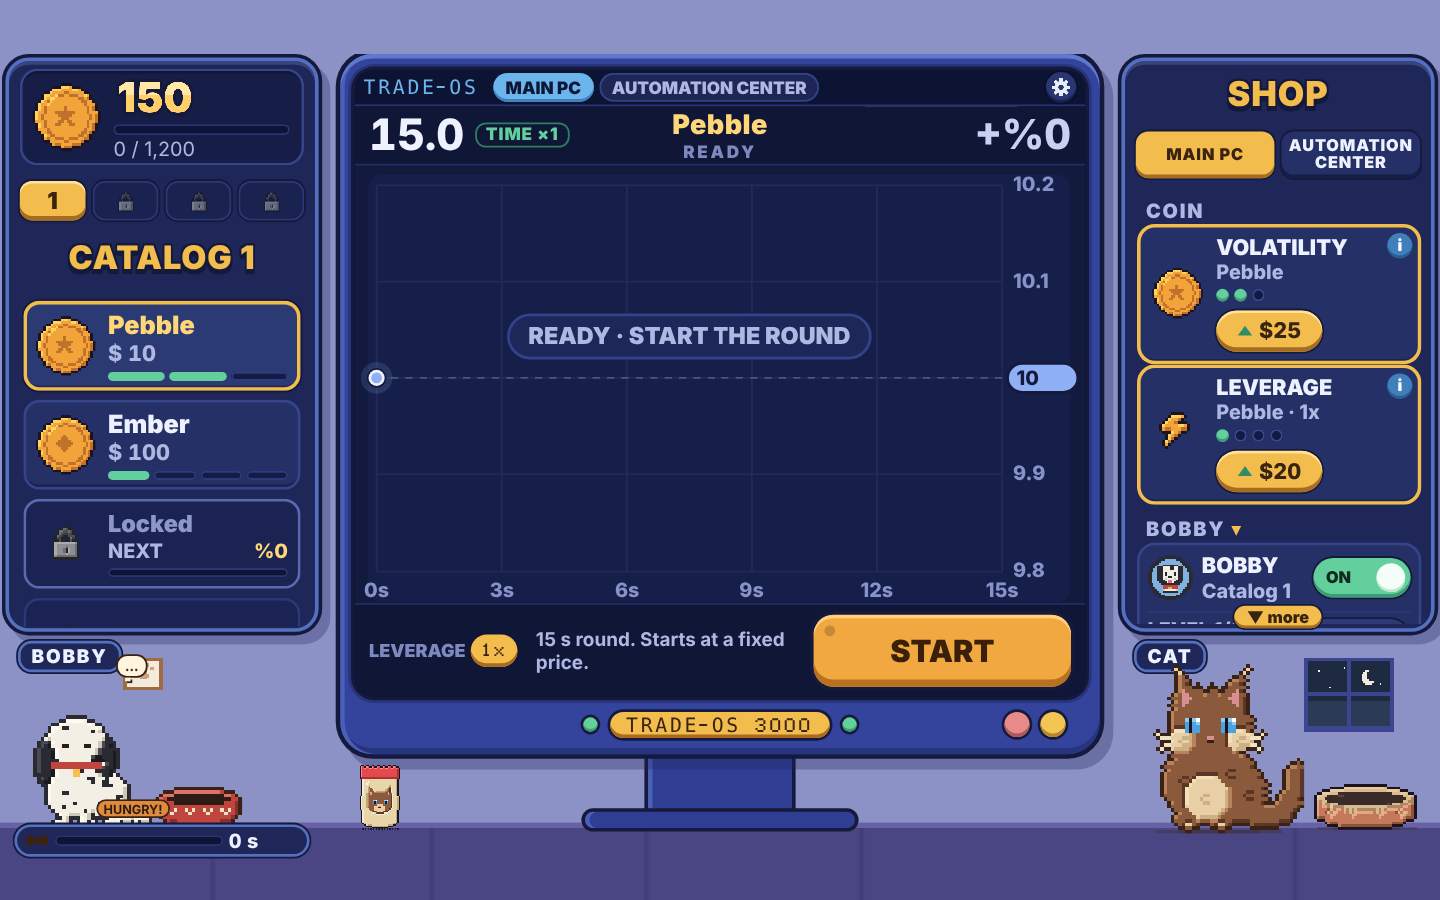 150
0 / 1,200
1
CATALOG 1
Pebble
$ 10
Ember
$ 100
Locked
NEXT %0
BOBBY
...
HUNGRY!
0 s
TRADE-OS MAIN PC AUTOMATION CENTER
15.0 TIME ×1
Pebble
READY
+%0
10.2
10.1
READY · START THE ROUND
10
9.9
9.8
0s 3s 6s 9s 12s 15s
LEVERAGE 1×
15 s round. Starts at a fixed
price.
START
TRADE-OS 3000
SHOP
MAIN PC
AUTOMATION
CENTER
COIN
VOLATILITY i
Pebble
▲ $25
LEVERAGE i
Pebble · 1x
▲ $20
BOBBY ▼
BOBBY
Catalog 1
ON
▼ more
CAT